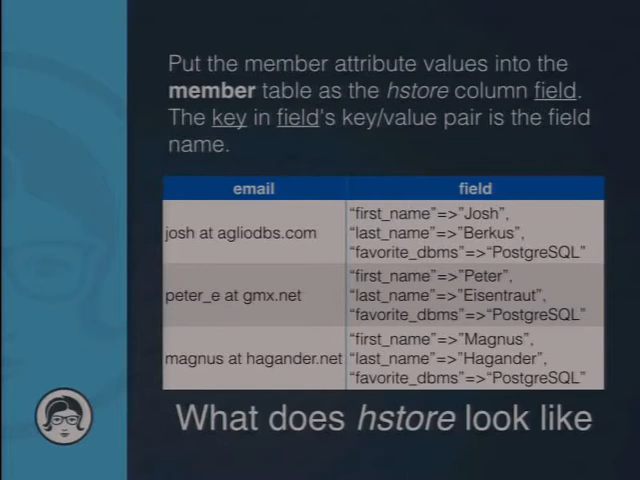 Put the member attribute values into the
member table as the hstore column field.
The key in field's key/value pair is the field
name.
email field
josh at agliodbs.com
“first_name”=>”Josh”,
“last_name”=>”Berkus”,
“favorite_dbms”=>“PostgreSQL”
peter_e at gmx.net
“first_name”=>”Peter”,
“last_name”=>”Eisentraut”,
“favorite_dbms”=>“PostgreSQL”
magnus at hagander.net
“first_name”=>”Magnus”,
“last_name”=>”Hagander”,
“favorite_dbms”=>“PostgreSQL”
What does hstore look like